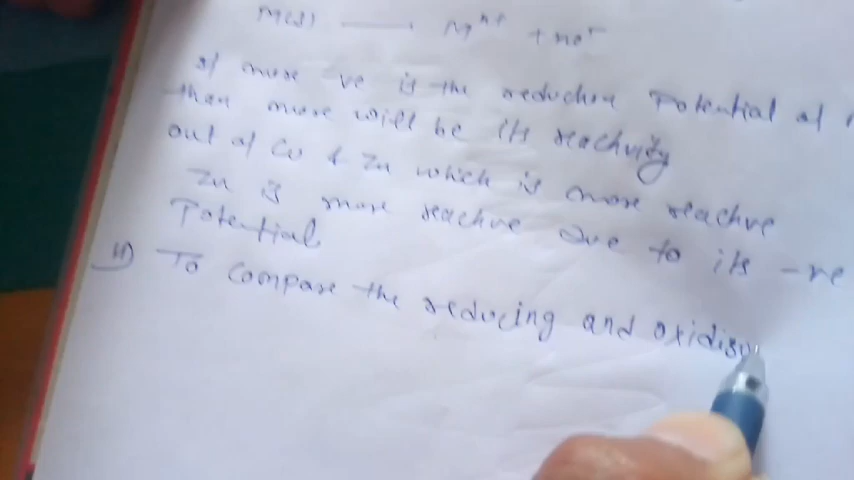 M(s) ⟶ Mⁿ⁺ + ne⁻
If more -ve is the reduction Potential of
then more will be its reactivity
out of Cu & Zn which is more reactive
Zn is more reactive due to its -ve
Potential
ii) To compare the reducing and oxidisi